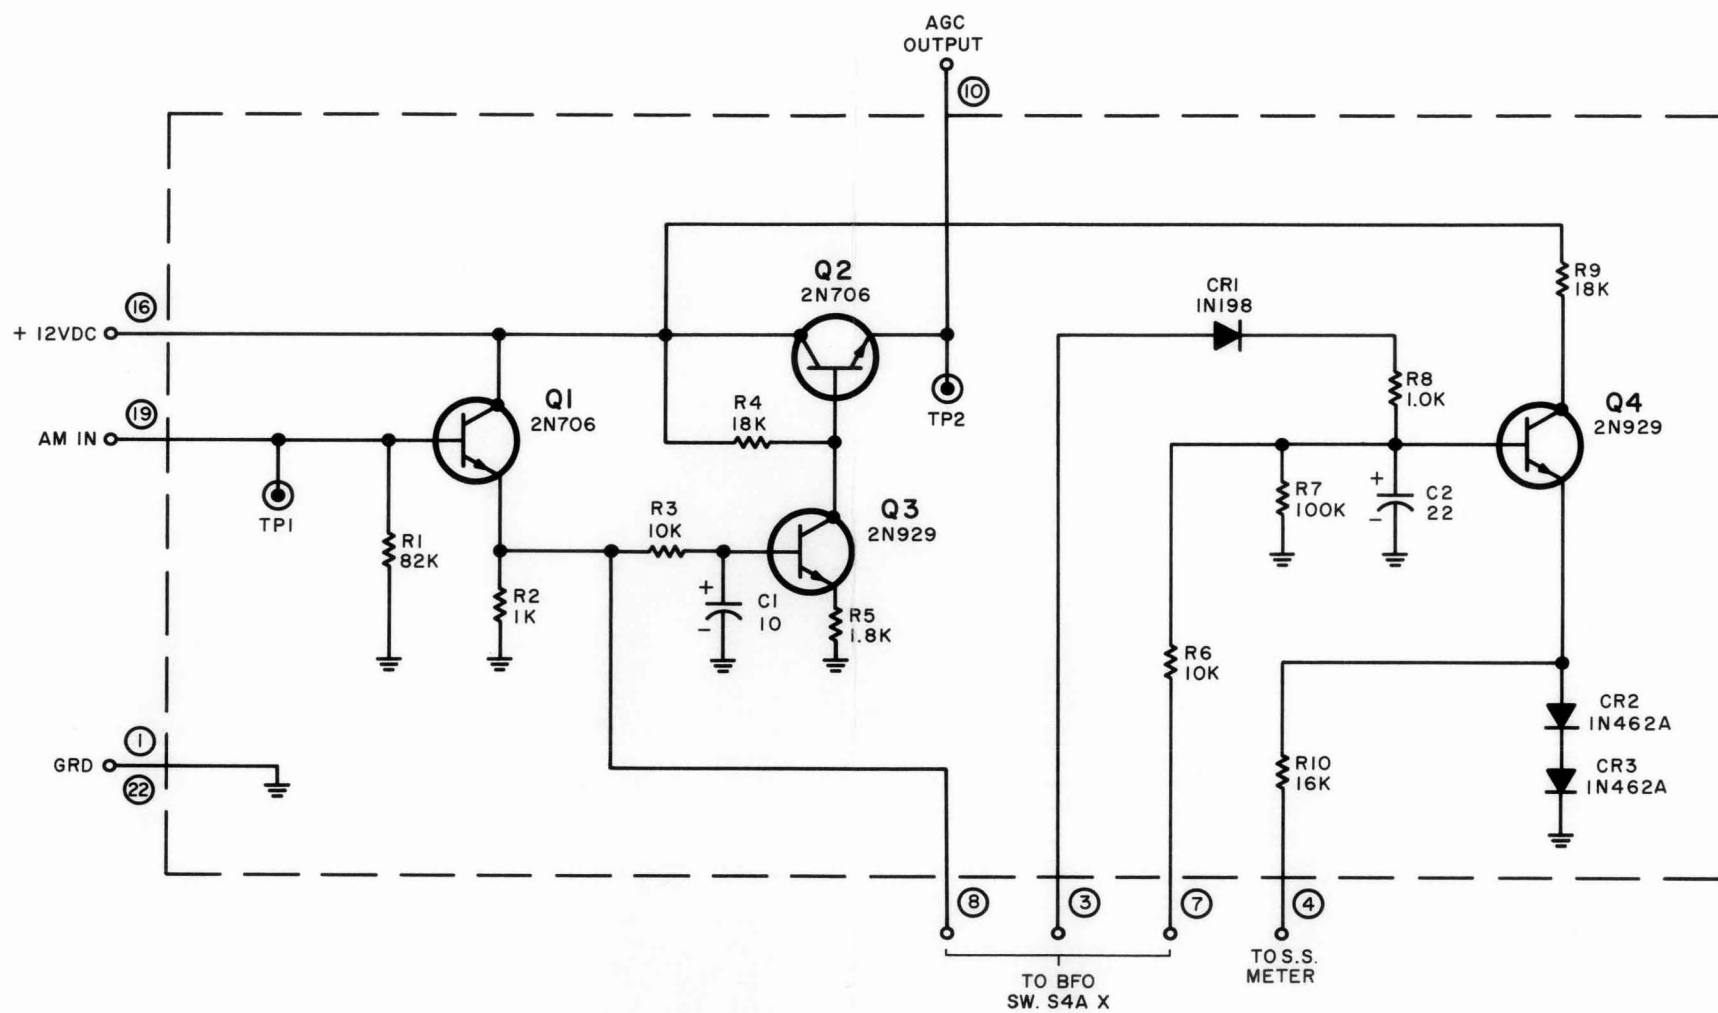 AGC
OUTPUT
10
Q2
2N706
CR1
1N198
R9
18K
16
+ 12VDC
19
AM IN
Q1
2N706
R4
18K
TP2
R8
1.0K
Q4
2N929
TP1
R1
82K
R3
10K
Q3
2N929
R7
100K
+
-
C2
22
R2
1K
+
-
C1
10
R5
1.8K
R6
10K
1
GRD
22
CR2
1N462A
R10
16K
CR3
1N462A
8
3
7
4
TO BFO
SW. S4A X
TO S.S.
METER